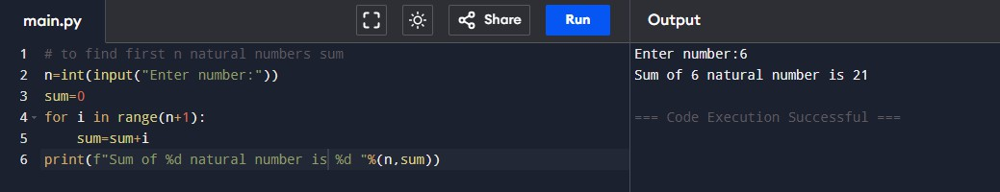 main.py Share Run Output
1 # to find first n natural numbers sum
2 n=int(input("Enter number:"))
3 sum=0
4 for i in range(n+1):
5     sum=sum+i
6 print(f"Sum of %d natural number is %d "%(n,sum))
Enter number:6
Sum of 6 natural number is 21
=== Code Execution Successful ===